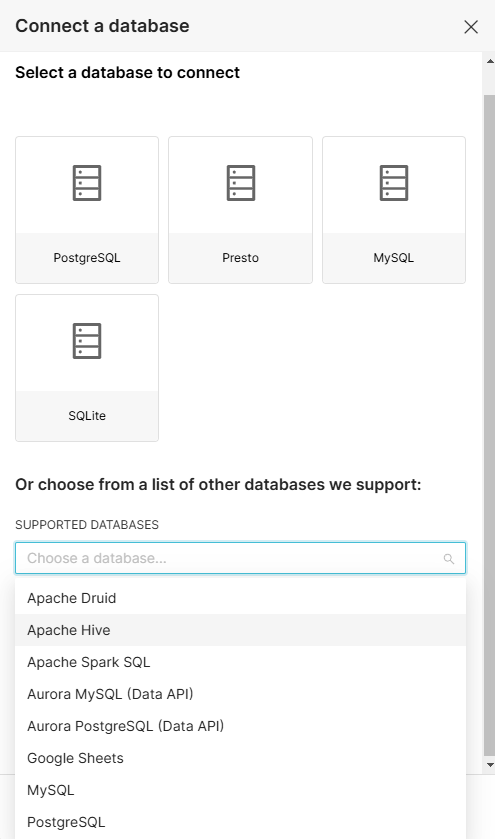 Connect a database
Select a database to connect
PostgreSQL
Presto
MySQL
SQLite
Or choose from a list of other databases we support:
SUPPORTED DATABASES
Choose a database...
Apache Druid
Apache Hive
Apache Spark SQL
Aurora MySQL (Data API)
Aurora PostgreSQL (Data API)
Google Sheets
MySQL
PostgreSQL